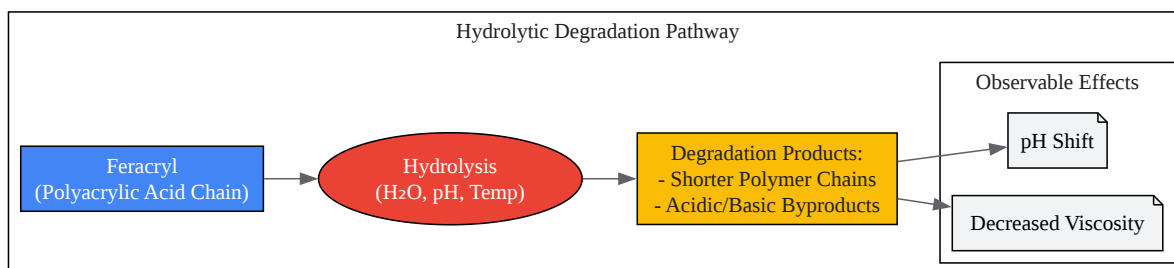 Hydrolytic Degradation Pathway
Observable Effects
Feracryl
(Polyacrylic Acid Chain)
Hydrolysis
(H₂O, pH, Temp)
Degradation Products:
- Shorter Polymer Chains
- Acidic/Basic Byproducts
pH Shift
Decreased Viscosity